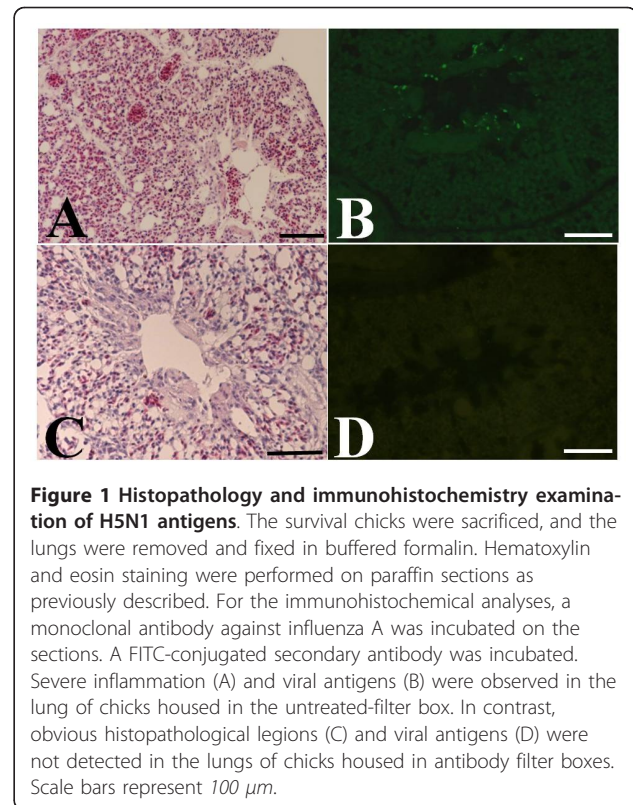 A
B
C
D
Figure 1 Histopathology and immunohistochemistry examina-
tion of H5N1 antigens. The survival chicks were sacrificed, and the
lungs were removed and fixed in buffered formalin. Hematoxylin
and eosin staining were performed on paraffin sections as
previously described. For the immunohistochemical analyses, a
monoclonal antibody against influenza A was incubated on the
sections. A FITC-conjugated secondary antibody was incubated.
Severe inflammation (A) and viral antigens (B) were observed in the
lung of chicks housed in the untreated-filter box. In contrast,
obvious histopathological legions (C) and viral antigens (D) were
not detected in the lungs of chicks housed in antibody filter boxes.
Scale bars represent 100 μm.